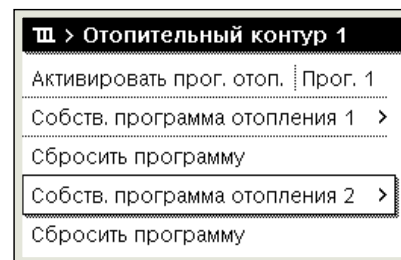 > Отопительный контур 1
Активировать прог. отоп. Прог. 1
Собств. программа отопления 1 >
Сбросить программу
Собств. программа отопления 2 >
Сбросить программу